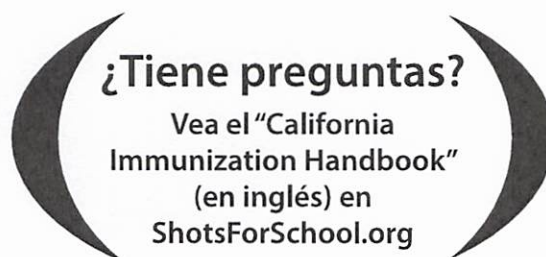 ¿Tiene preguntas?
Vea el “California
Immunization Handbook”
(en inglés) en
ShotsForSchool.org